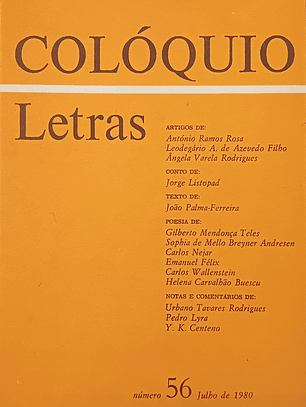 COLÓQUIO
Letras
ARTIGOS DE:
António Ramos Rosa
Leodegário A. de Azevedo Filho
Ângela Varela Rodrigues
CONTO DE:
Jorge Listopad
TEXTO DE:
João Palma-Ferreira
POESIA DE:
Gilberto Mendonça Teles
Sophia de Mello Breyner Andresen
Carlos Nejar
Emanuel Félix
Carlos Wallenstein
Helena Carvalhão Buescu
NOTAS E COMENTÁRIOS DE:
Urbano Tavares Rodrigues
Pedro Lyra
Y. K. Centeno
número 56 Julho de 1980